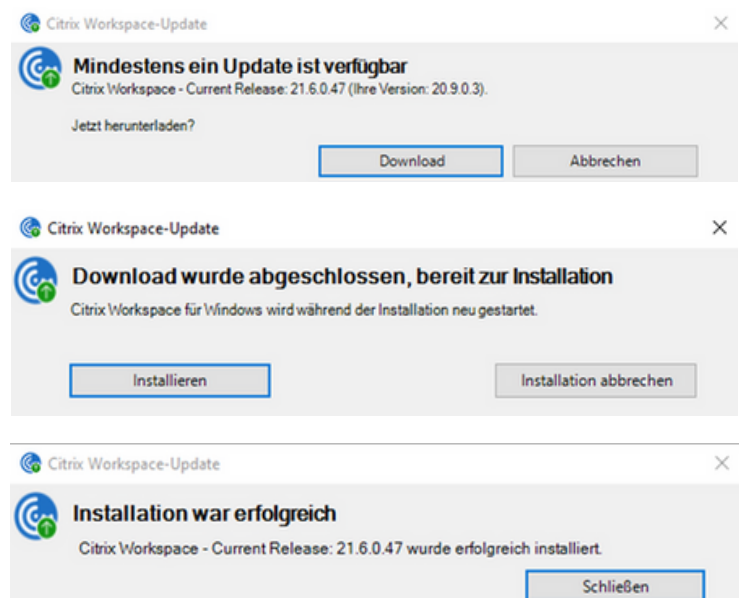 Citrix Workspace-Update
Mindestens ein Update ist verfügbar
Citrix Workspace - Current Release: 21.6.0.47 (Ihre Version: 20.9.0.3).
Jetzt herunterladen?
Download Abbrechen
Citrix Workspace-Update
Download wurde abgeschlossen, bereit zur Installation
Citrix Workspace für Windows wird während der Installation neu gestartet.
Installieren Installation abbrechen
Citrix Workspace-Update
Installation war erfolgreich
Citrix Workspace - Current Release: 21.6.0.47 wurde erfolgreich installiert.
Schließen